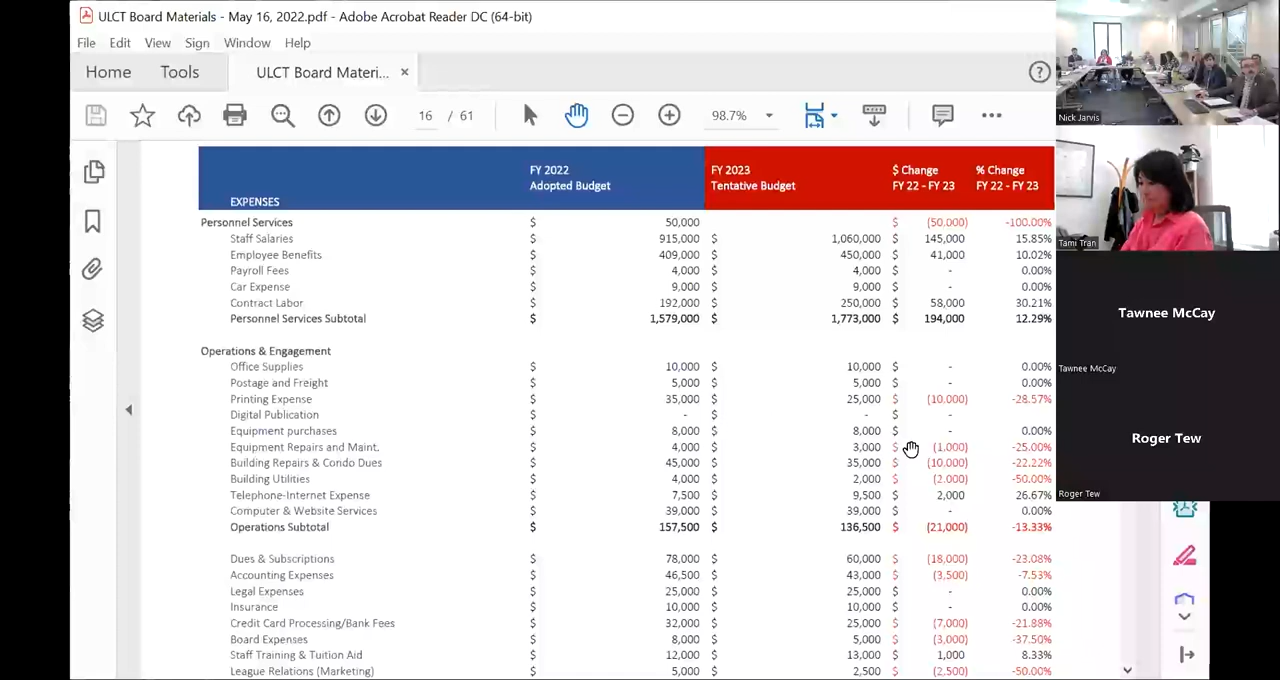 ULCT Board Materials - May 16, 2022.pdf - Adobe Acrobat Reader DC (64-bit)
File Edit View Sign Window Help
Home Tools ULCT Board Materi... ×
16 / 61 98.7%
EXPENSES FY 2022 Adopted Budget FY 2023 Tentative Budget $ Change FY 22 - FY 23 % Change FY 22 - FY 23
Personnel Services $ 50,000 $ (50,000) -100.00%
Staff Salaries $ 915,000 $ 1,060,000 $ 145,000 15.85%
Employee Benefits $ 409,000 $ 450,000 $ 41,000 10.02%
Payroll Fees $ 4,000 $ 4,000 $ - 0.00%
Car Expense $ 9,000 $ 9,000 $ - 0.00%
Contract Labor $ 192,000 $ 250,000 $ 58,000 30.21%
Personnel Services Subtotal $ 1,579,000 $ 1,773,000 $ 194,000 12.29%
Operations & Engagement
Office Supplies $ 10,000 $ 10,000 $ - 0.00%
Postage and Freight $ 5,000 $ 5,000 $ - 0.00%
Printing Expense $ 35,000 $ 25,000 $ (10,000) -28.57%
Digital Publication $ - $ - $ -
Equipment purchases $ 8,000 $ 8,000 $ - 0.00%
Equipment Repairs and Maint. $ 4,000 $ 3,000 $ (1,000) -25.00%
Building Repairs & Condo Dues $ 45,000 $ 35,000 $ (10,000) -22.22%
Building Utilities $ 4,000 $ 2,000 $ (2,000) -50.00%
Telephone-Internet Expense $ 7,500 $ 9,500 $ 2,000 26.67%
Computer & Website Services $ 39,000 $ 39,000 $ - 0.00%
Operations Subtotal $ 157,500 $ 136,500 $ (21,000) -13.33%
Dues & Subscriptions $ 78,000 $ 60,000 $ (18,000) -23.08%
Accounting Expenses $ 46,500 $ 43,000 $ (3,500) -7.53%
Legal Expenses $ 25,000 $ 25,000 $ - 0.00%
Insurance $ 10,000 $ 10,000 $ - 0.00%
Credit Card Processing/Bank Fees $ 32,000 $ 25,000 $ (7,000) -21.88%
Board Expenses $ 8,000 $ 5,000 $ (3,000) -37.50%
Staff Training & Tuition Aid $ 12,000 $ 13,000 $ 1,000 8.33%
League Relations (Marketing) $ 5,000 $ 2,500 $ (2,500) -50.00%
Nick Jarvis
Tami Tran
Tawnee McCay
Tawnee McCay
Roger Tew
Roger Tew